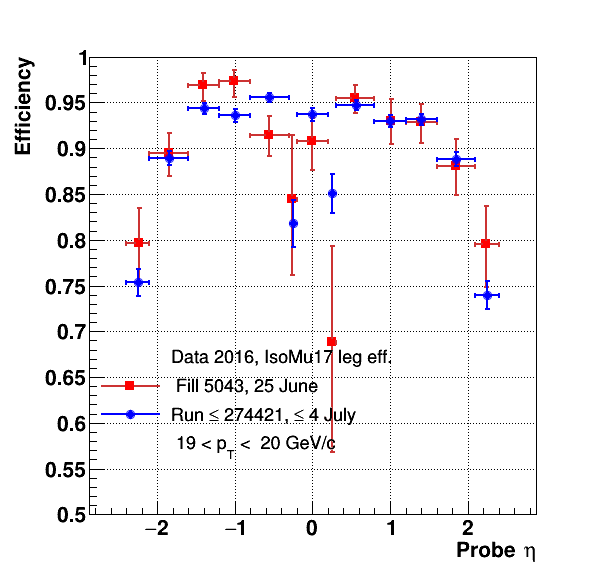 Efficiency
1
0.95
0.9
0.85
0.8
0.75
0.7
0.65
0.6
0.55
0.5
Data 2016, IsoMu17 leg eff.
Fill 5043, 25 June
Run ≤ 274421, ≤ 4 July
19 < p_T < 20 GeV/c
−2 −1 0 1 2
Probe η